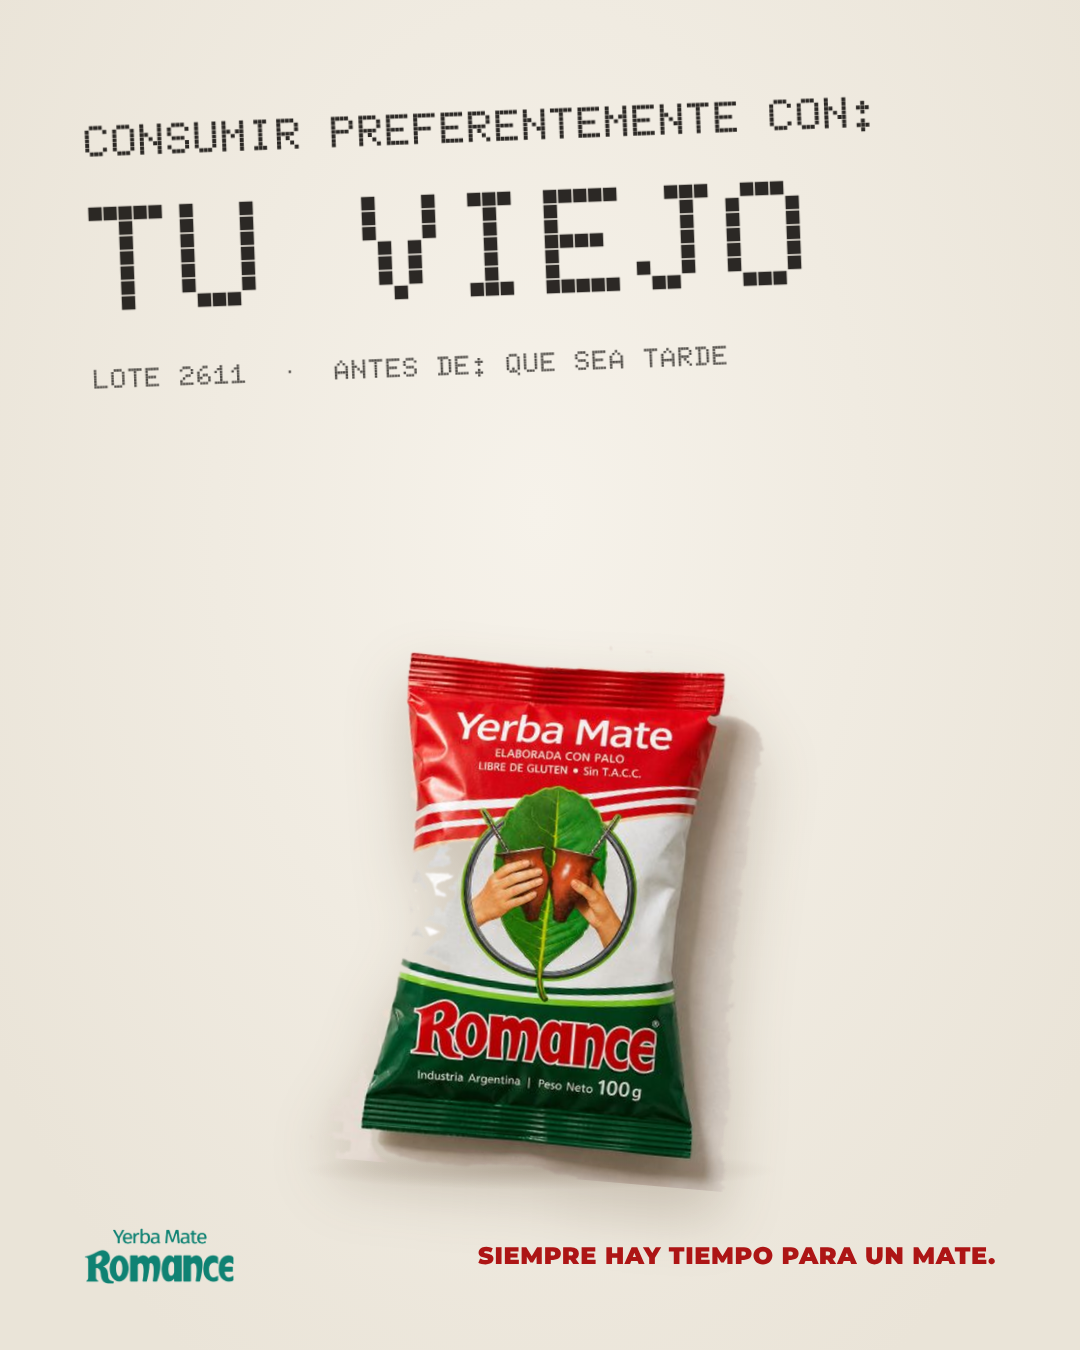 CONSUMIR PREFERENTEMENTE CON:
TU VIEJO
LOTE 2611 · ANTES DE: QUE SEA TARDE
Yerba Mate
ELABORADA CON PALO
LIBRE DE GLUTEN • Sin T.A.C.C.
Romance®
Industria Argentina | Peso Neto 100g
Yerba Mate
Romance
SIEMPRE HAY TIEMPO PARA UN MATE.